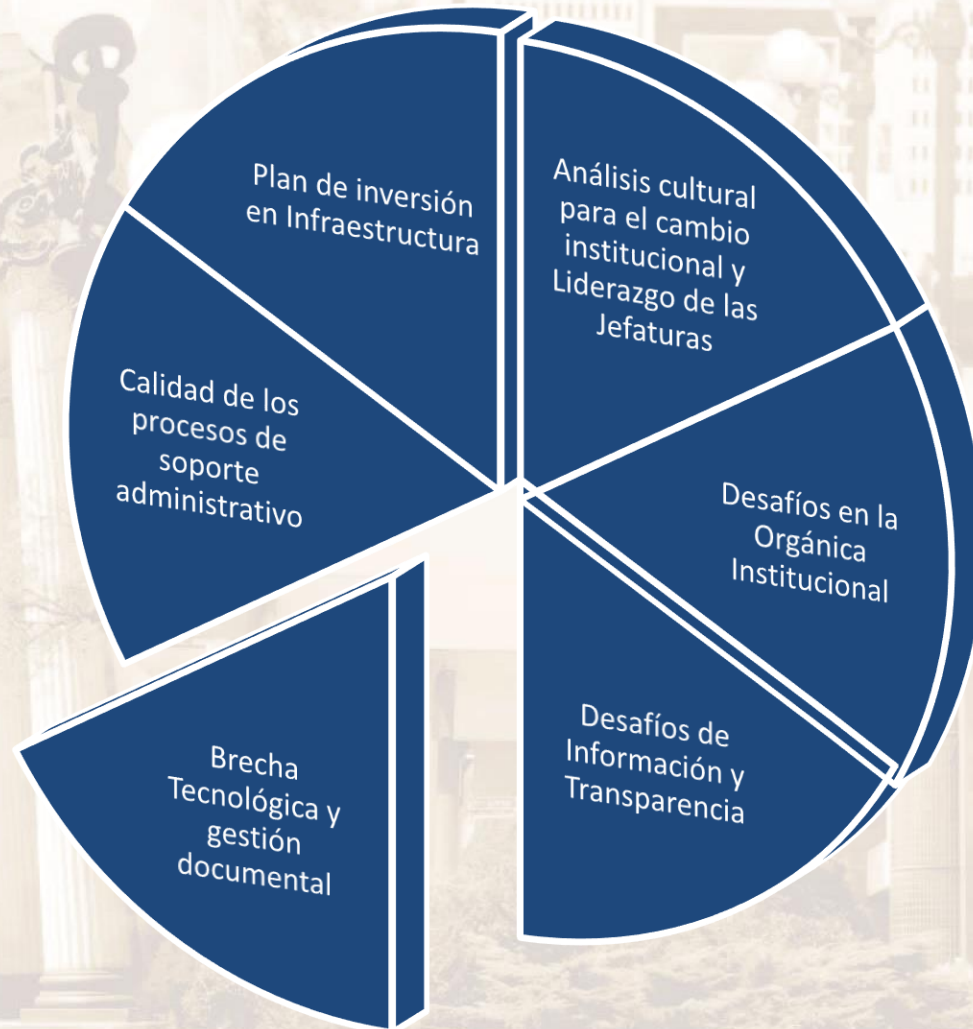 Plan de inversión
en Infraestructura
Análisis cultural
para el cambio
institucional y
Liderazgo de las
Jefaturas
Calidad de los
procesos de
soporte
administrativo
Desafíos en la
Orgánica
Institucional
Desafíos de
Información y
Transparencia
Brecha
Tecnológica y
gestión
documental